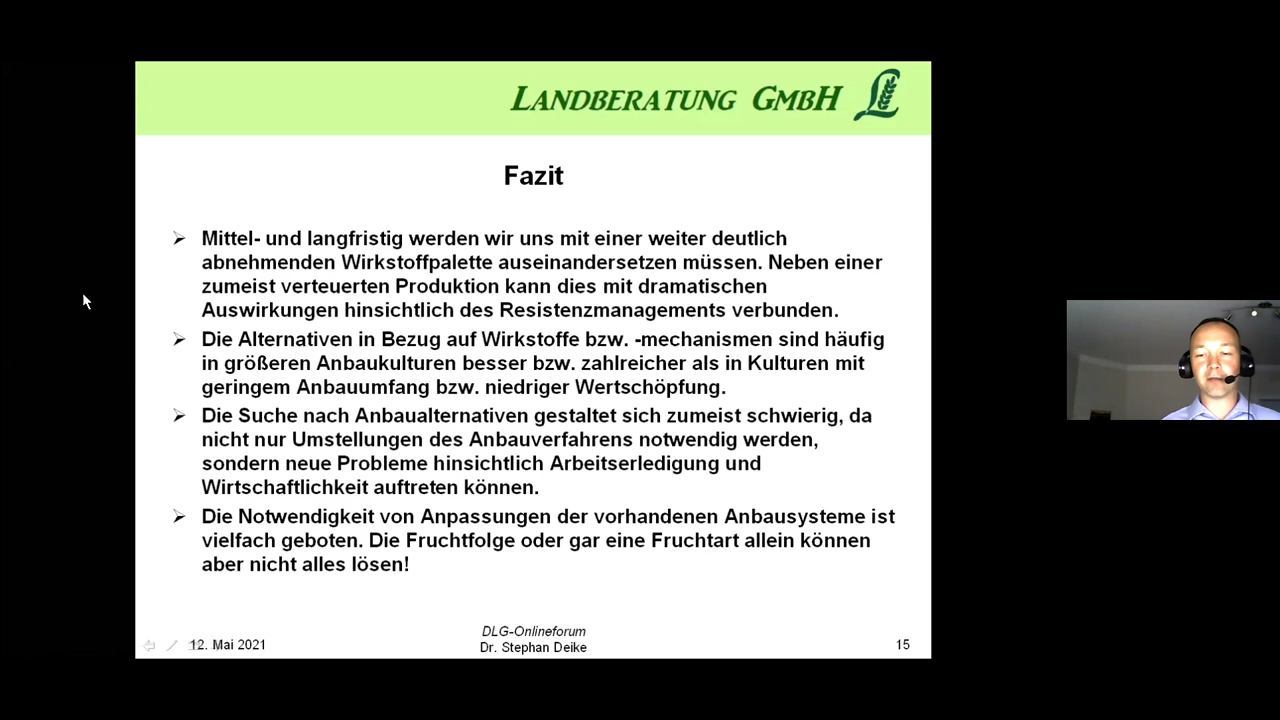 LANDBERATUNG GMBH
Fazit
Mittel- und langfristig werden wir uns mit einer weiter deutlich
abnehmenden Wirkstoffpalette auseinandersetzen müssen. Neben einer
zumeist verteuerten Produktion kann dies mit dramatischen
Auswirkungen hinsichtlich des Resistenzmanagements verbunden.
Die Alternativen in Bezug auf Wirkstoffe bzw. -mechanismen sind häufig
in größeren Anbaukulturen besser bzw. zahlreicher als in Kulturen mit
geringem Anbauumfang bzw. niedriger Wertschöpfung.
Die Suche nach Anbaualternativen gestaltet sich zumeist schwierig, da
nicht nur Umstellungen des Anbauverfahrens notwendig werden,
sondern neue Probleme hinsichtlich Arbeitserledigung und
Wirtschaftlichkeit auftreten können.
Die Notwendigkeit von Anpassungen der vorhandenen Anbausysteme ist
vielfach geboten. Die Fruchtfolge oder gar eine Fruchtart allein können
aber nicht alles lösen!
12. Mai 2021
DLG-Onlineforum
Dr. Stephan Deike
15